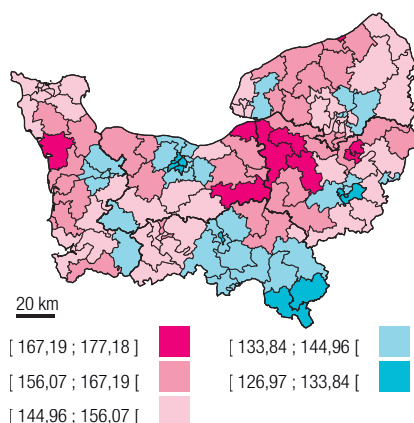 20 km
[ 167,19 ; 177,18 ]
[ 133,84 ; 144,96 [
[ 156,07 ; 167,19 [
[ 126,97 ; 133,84 [
[ 144,96 ; 156,07 [